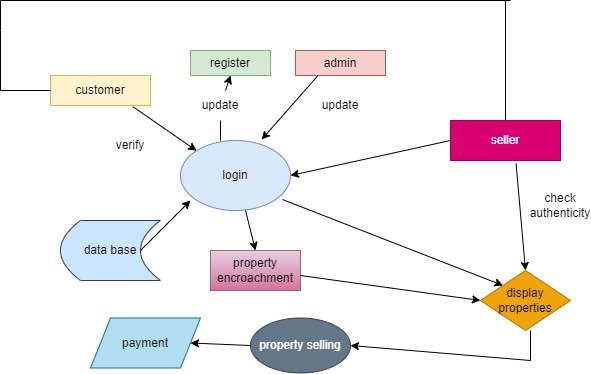 register
admin
customer
update
update
seller
verify
login
check
authenticity
data base
property
encroachment
display
properties
payment
property selling